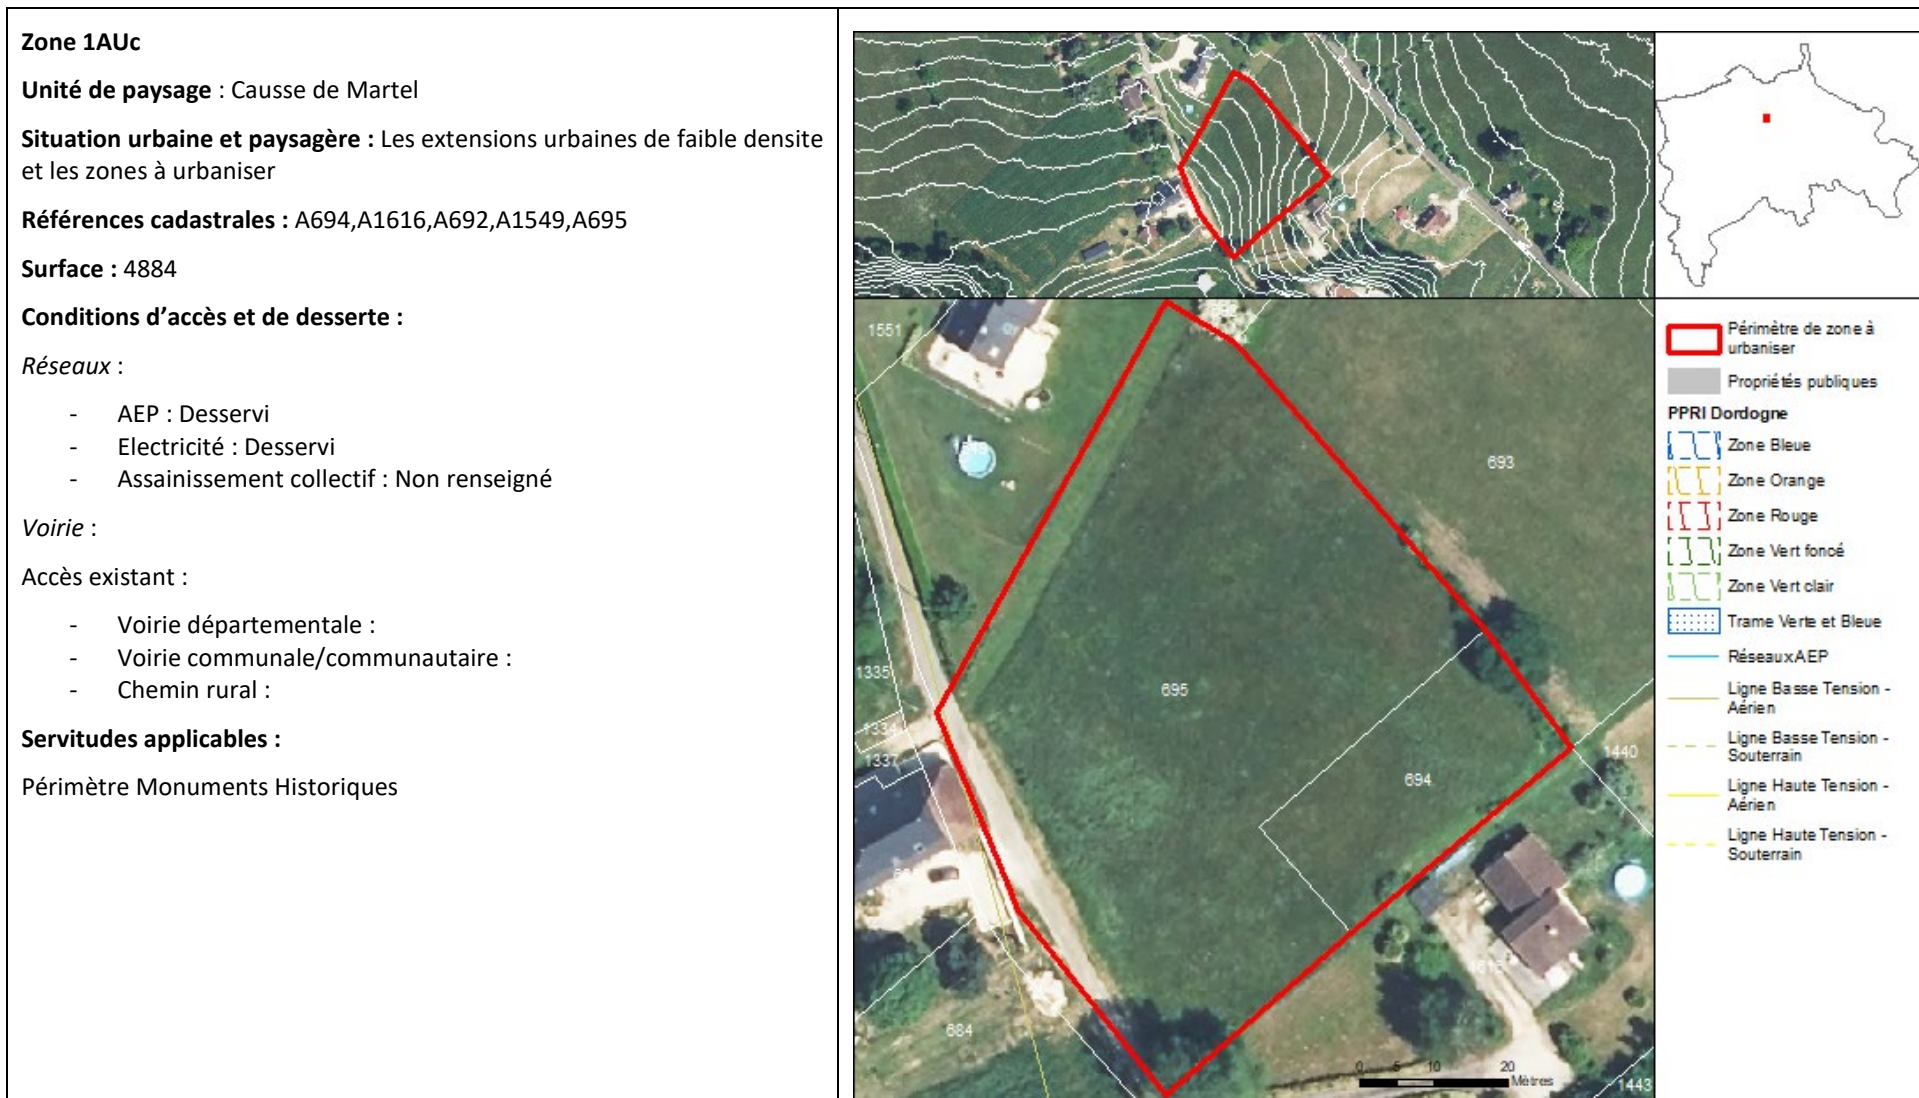 Zone 1AUc
Unité de paysage : Causse de Martel
Situation urbaine et paysagère : Les extensions urbaines de faible densite
et les zones à urbaniser
Références cadastrales : A694,A1616,A692,A1549,A695
Surface : 4884
Conditions d’accès et de desserte :
Réseaux :
- AEP : Desservi
- Electricité : Desservi
- Assainissement collectif : Non renseigné
Voirie :
Accès existant :
- Voirie départementale :
- Voirie communale/communautaire :
- Chemin rural :
Servitudes applicables :
Périmètre Monuments Historiques
1551
693
1335
695
1334
1337
1440
694
684
1443
0 5 10 20
Mètres
Périmètre de zone à
urbaniser
Propriétés publiques
PPRI Dordogne
Zone Bleue
Zone Orange
Zone Rouge
Zone Vert foncé
Zone Vert clair
Trame Verte et Bleue
Réseaux AEP
Ligne Basse Tension -
Aérien
Ligne Basse Tension -
Souterrain
Ligne Haute Tension -
Aérien
Ligne Haute Tension -
Souterrain